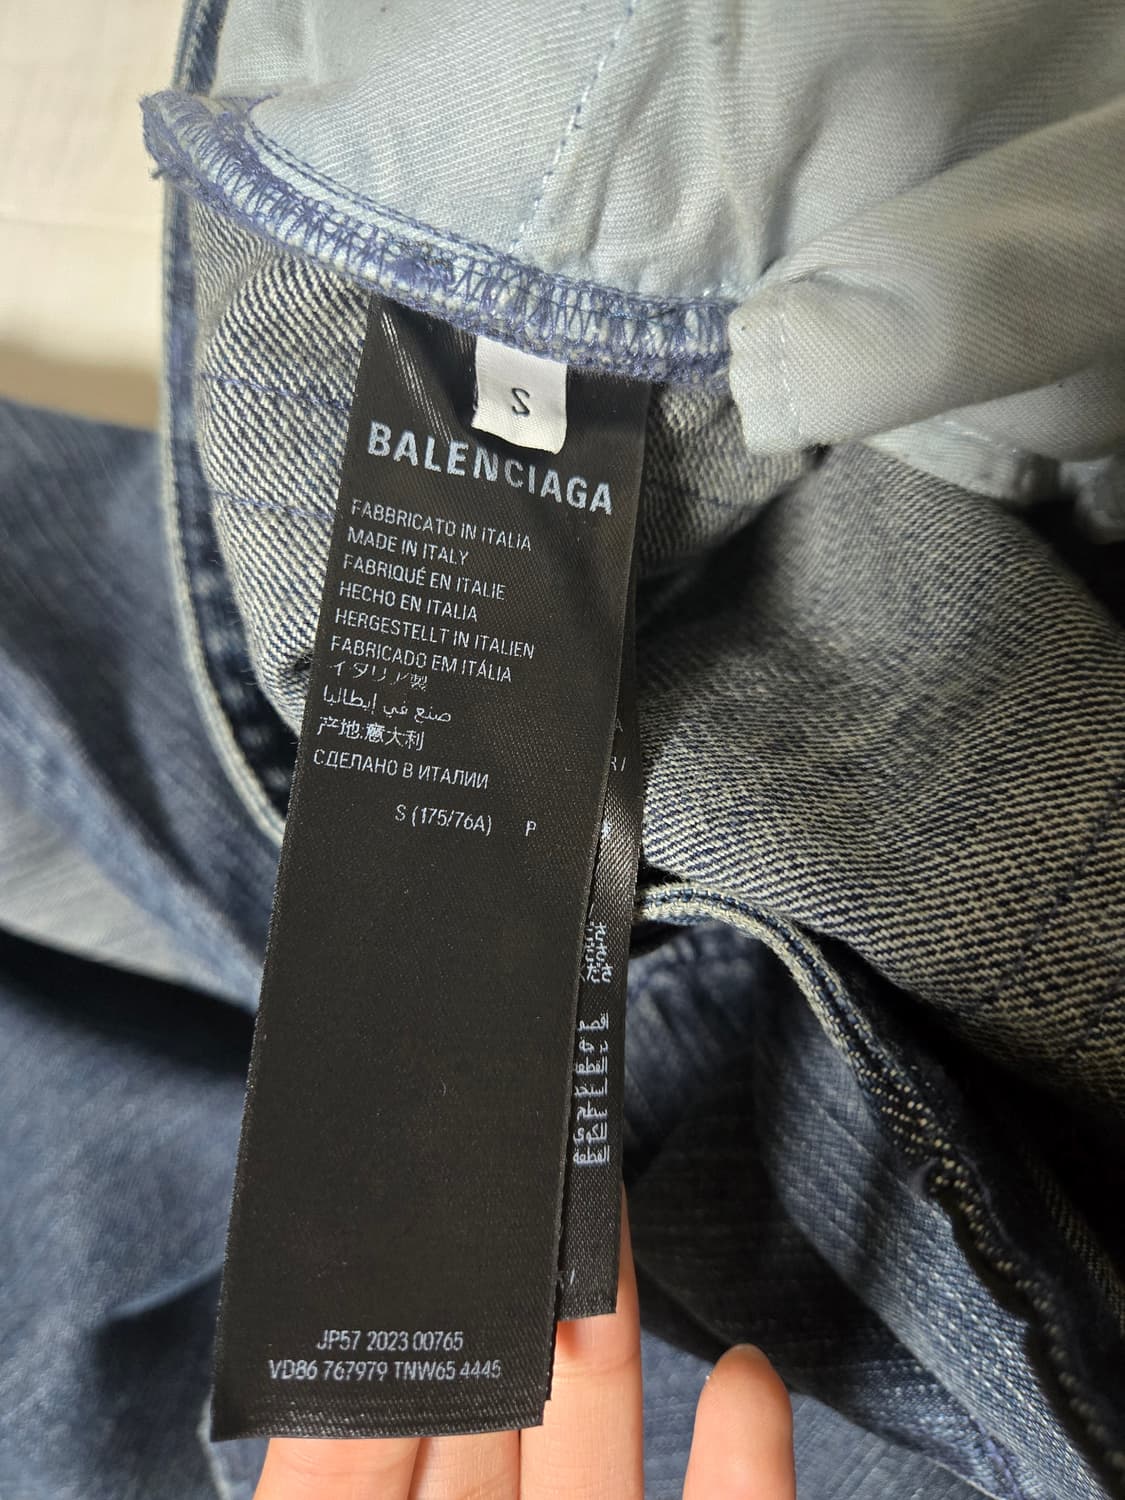 S
BALENCIAGA
FABBRICATO IN ITALIA
MADE IN ITALY
FABRIQUÉ EN ITALIE
HECHO EN ITALIA
HERGESTELLT IN ITALIEN
FABRICADO EM ITÁLIA
イタリア製
صنع في إيطاليا
产地:意大利
СДЕЛАНО В ИТАЛИИ
S (175/76A) P
JP57 2023 00765
VD86 767979 TNW65 4445